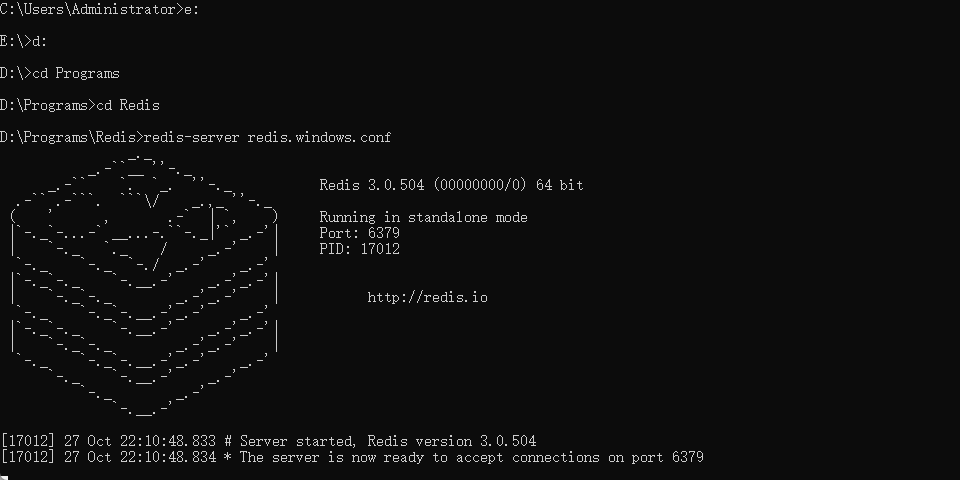 C:\Users\Administrator>e:
E:\>d:
D:\>cd Programs
D:\Programs>cd Redis
D:\Programs\Redis>redis-server redis.windows.conf
Redis 3.0.504 (00000000/0) 64 bit
Running in standalone mode
Port: 6379
PID: 17012
http://redis.io
[17012] 27 Oct 22:10:48.833 # Server started, Redis version 3.0.504
[17012] 27 Oct 22:10:48.834 * The server is now ready to accept connections on port 6379